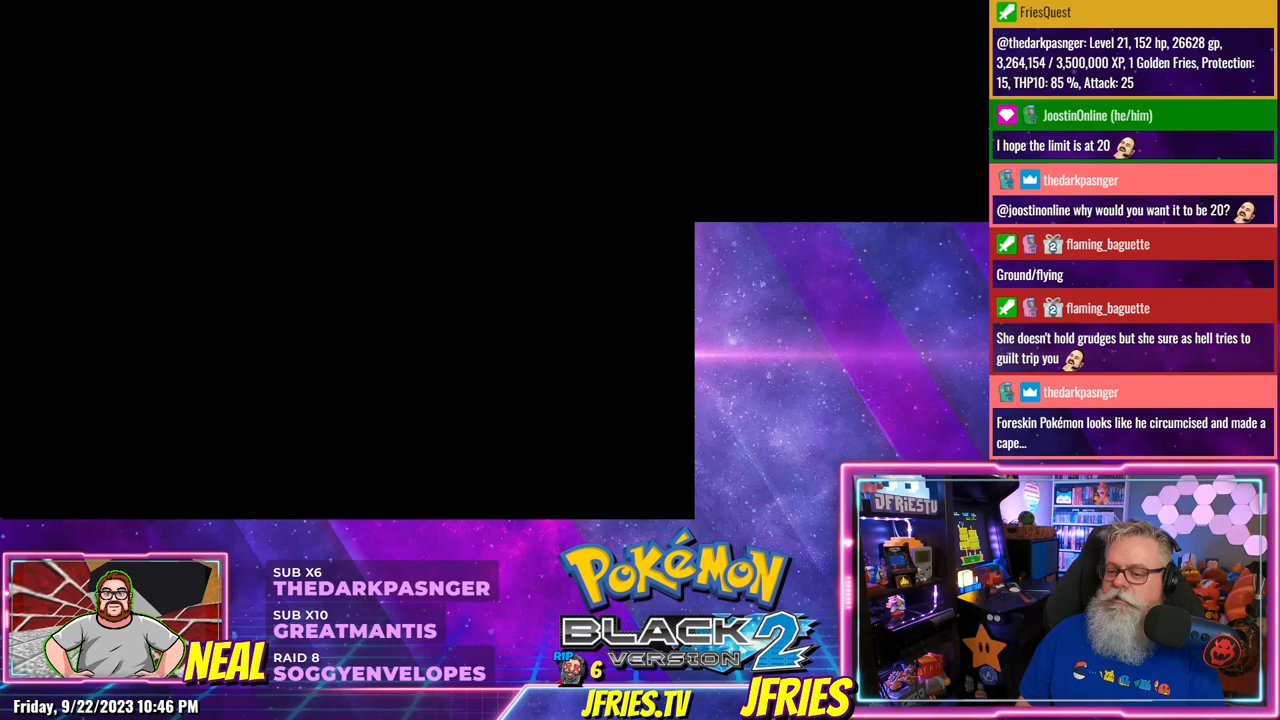 FriesQuest
@thedarkpasnger: Level 21, 152 hp, 26628 gp,
3,264,154 / 3,500,000 XP, 1 Golden Fries, Protection:
15, THP10: 85 %, Attack: 25
JoostinOnline (he/him)
I hope the limit is at 20
thedarkpasnger
@joostinonline why would you want it to be 20?
2 flaming_baguette
Ground/flying
2 flaming_baguette
She doesn't hold grudges but she sure as hell tries to
guilt trip you
thedarkpasnger
Foreskin Pokémon looks like he circumcised and made a
cape...
DFRIESTV
SUB X6
THEDARKPASNGER
SUB X10
GREATMANTIS
RAID 8
SOGGYENVELOPES
NEAL
Friday, 9/22/2023 10:46 PM
POKéMON
BLACK 2
VERSION
RIP
6
JFRIES.TV
JFRIES